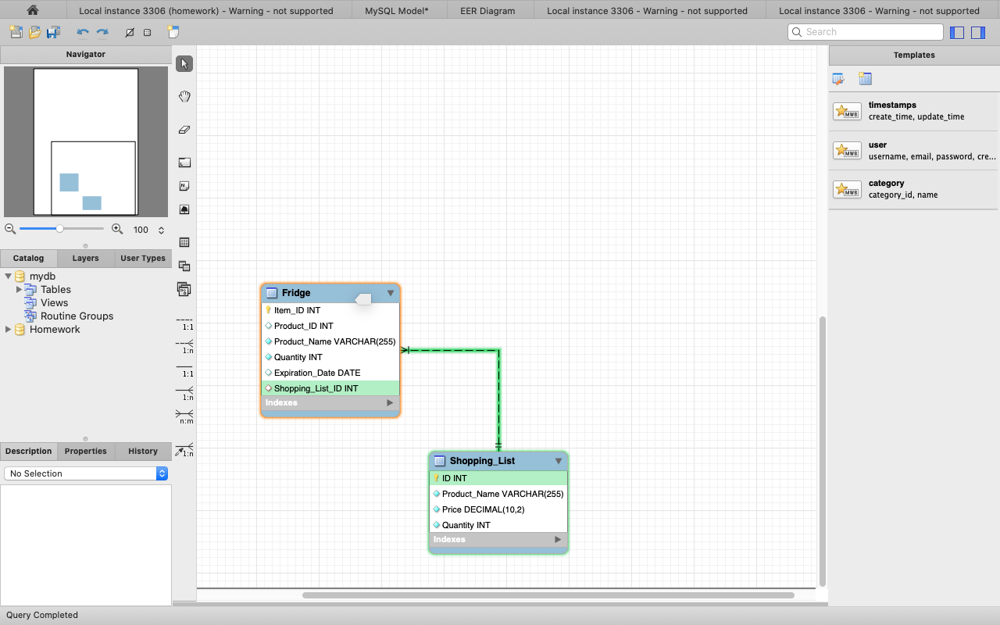 Local instance 3306 (homework) - Warning - not supported
MySQL Model*
EER Diagram
Local instance 3306 - Warning - not supported
Local instance 3306 - Warning - not supported
Search
Navigator
100
Catalog
Layers
User Types
mydb
Tables
Views
Routine Groups
Homework
Description
Properties
History
No Selection
1:1
1:n
1:1
1:n
n:m
1:n
Fridge
Item_ID INT
Product_ID INT
Product_Name VARCHAR(255)
Quantity INT
Expiration_Date DATE
Shopping_List_ID INT
Indexes
Shopping_List
ID INT
Product_Name VARCHAR(255)
Price DECIMAL(10,2)
Quantity INT
Indexes
Templates
MWB
timestamps
create_time, update_time
MWB
user
username, email, password, cre...
MWB
category
category_id, name
Query Completed